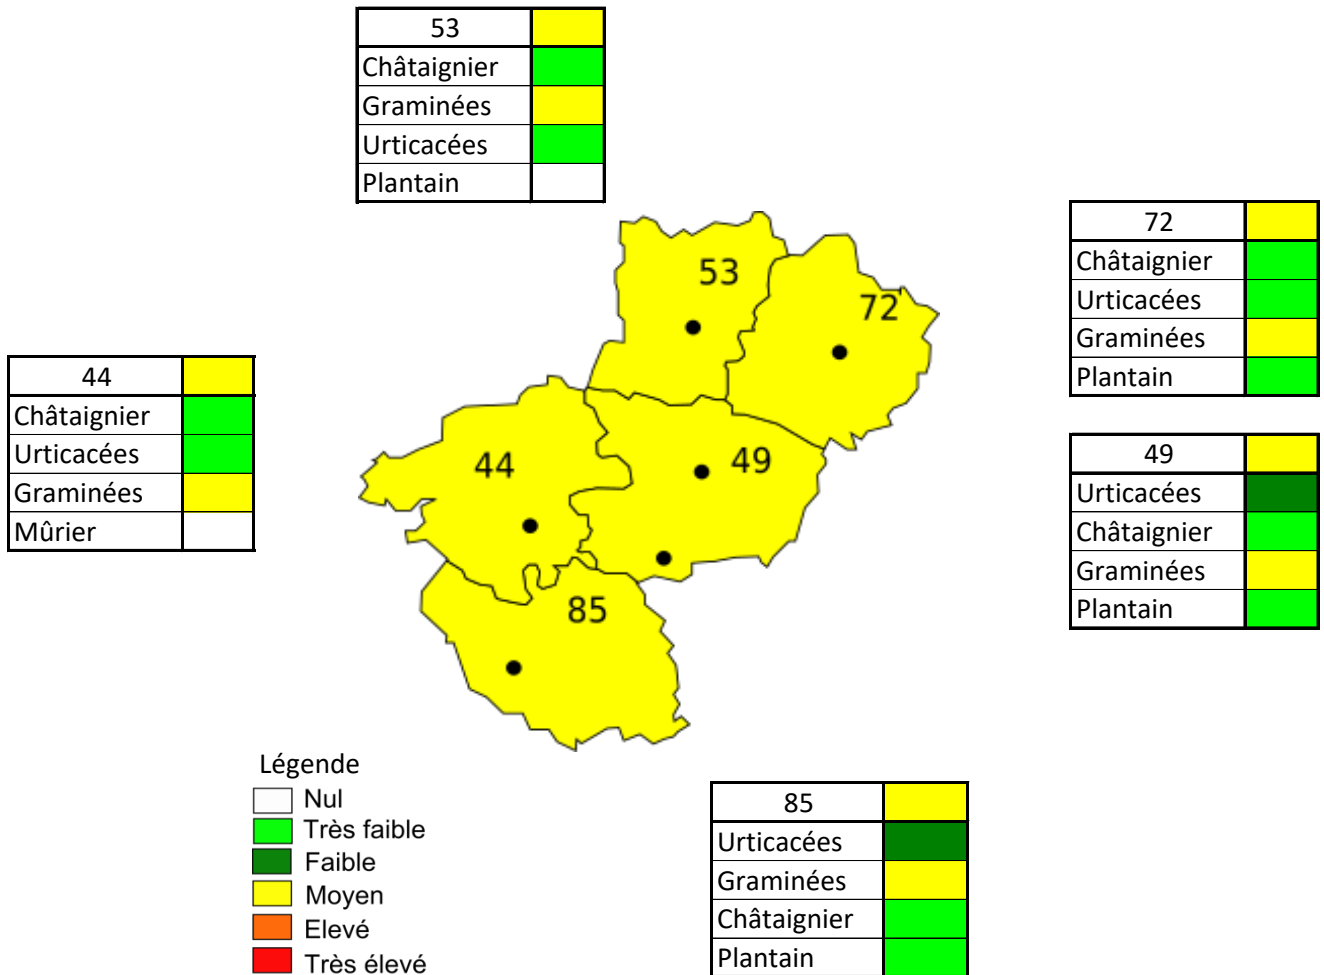 53
Châtaignier
Graminées
Urticacées
Plantain
72
Châtaignier
Urticacées
Graminées
Plantain
44
Châtaignier
Urticacées
Graminées
Mûrier
49
Urticacées
Châtaignier
Graminées
Plantain
53
72
44
49
85
Légende
Nul
Très faible
Faible
Moyen
Elevé
Très élevé
85
Urticacées
Graminées
Châtaignier
Plantain